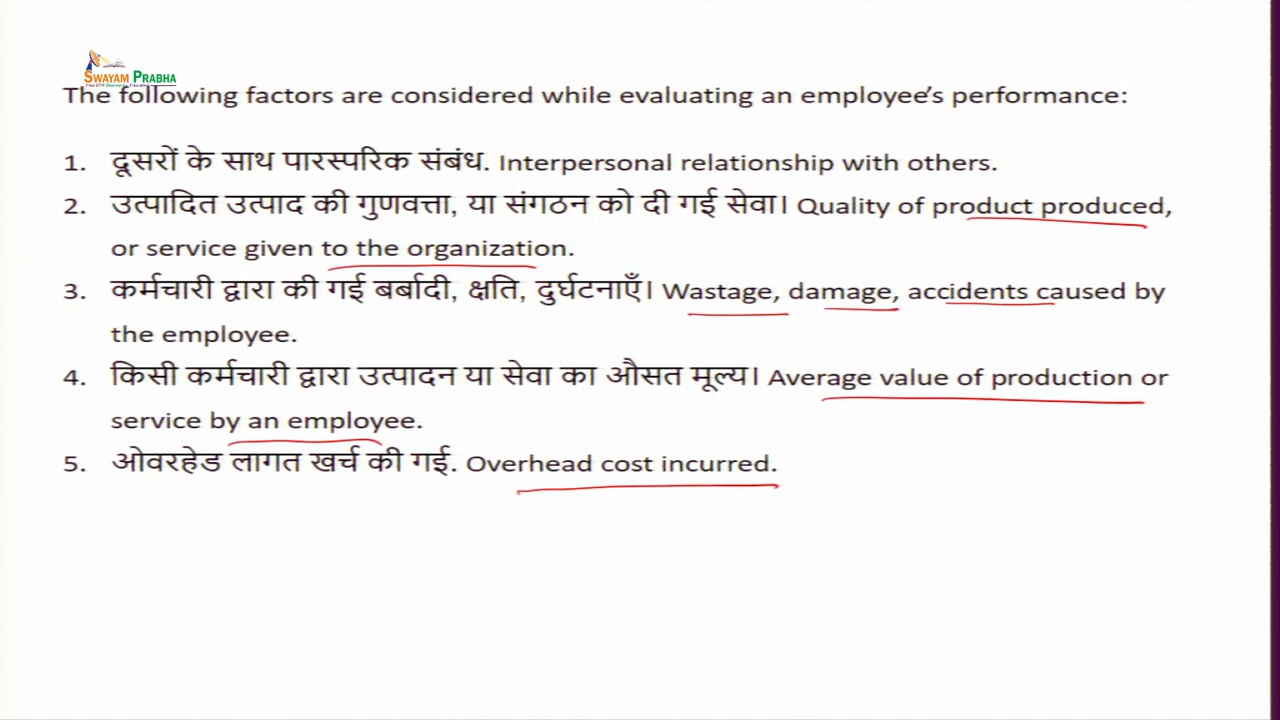 SWAYAM PRABHA
The following factors are considered while evaluating an employee's performance:
1. दूसरों के साथ पारस्परिक संबंध. Interpersonal relationship with others.
2. उत्पादित उत्पाद की गुणवत्ता, या संगठन को दी गई सेवा। Quality of product produced,
or service given to the organization.
3. कर्मचारी द्वारा की गई बर्बादी, क्षति, दुर्घटनाएँ। Wastage, damage, accidents caused by
the employee.
4. किसी कर्मचारी द्वारा उत्पादन या सेवा का औसत मूल्य। Average value of production or
service by an employee.
5. ओवरहेड लागत खर्च की गई. Overhead cost incurred.